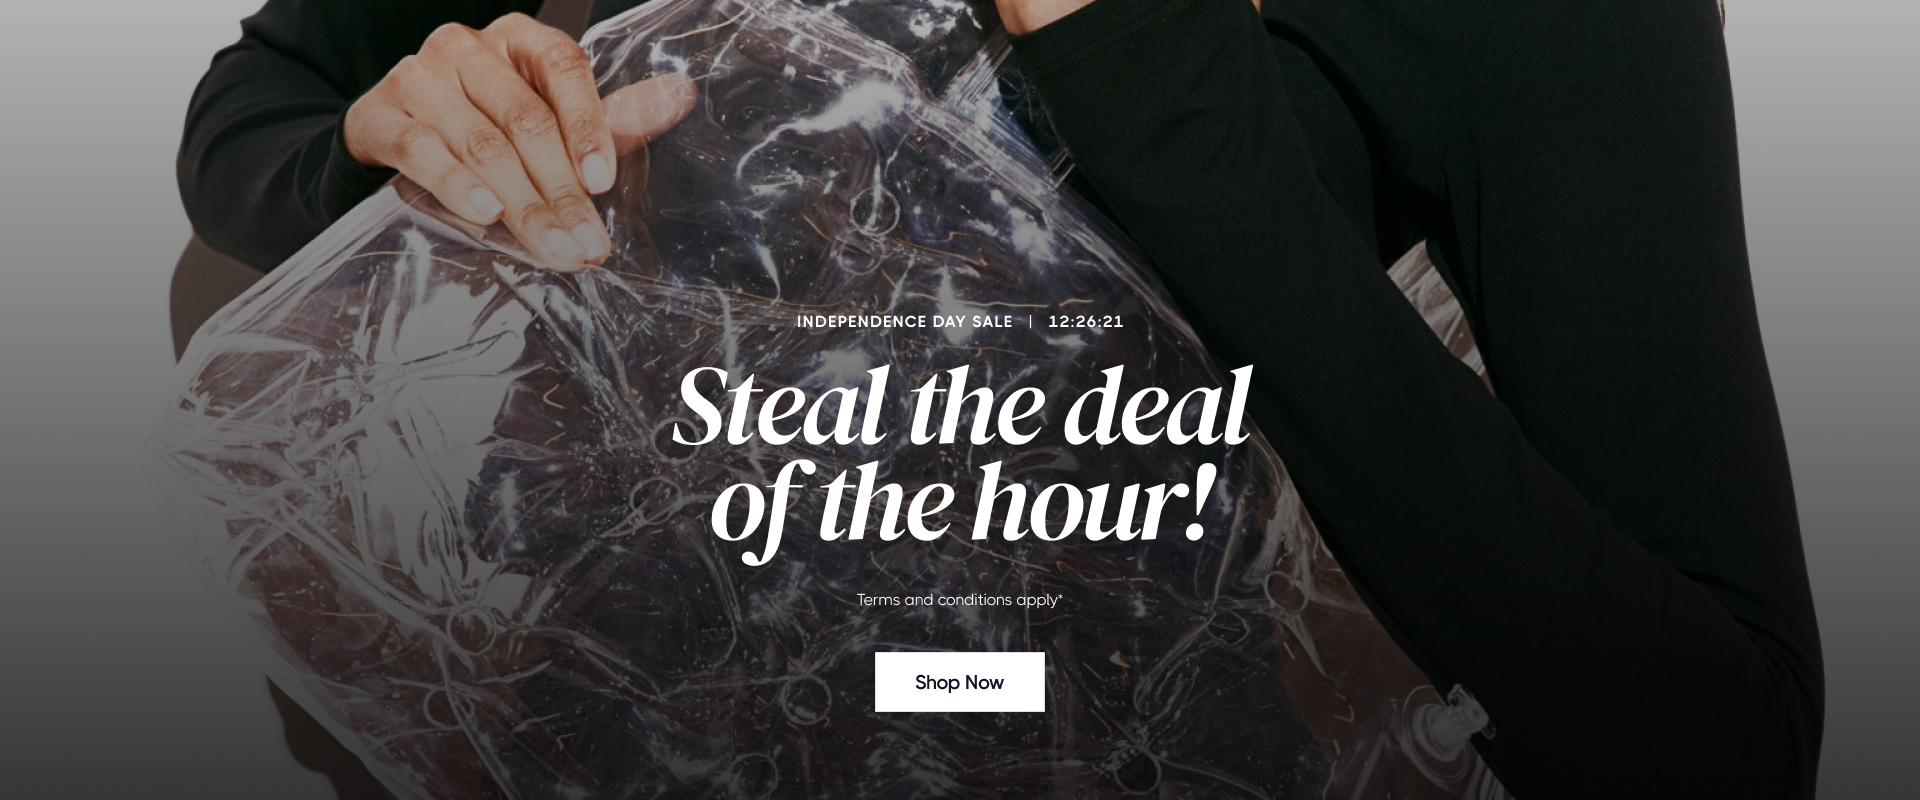 INDEPENDENCE DAY SALE | 12:26:21
Steal the deal
of the hour!
Terms and conditions apply*
Shop Now